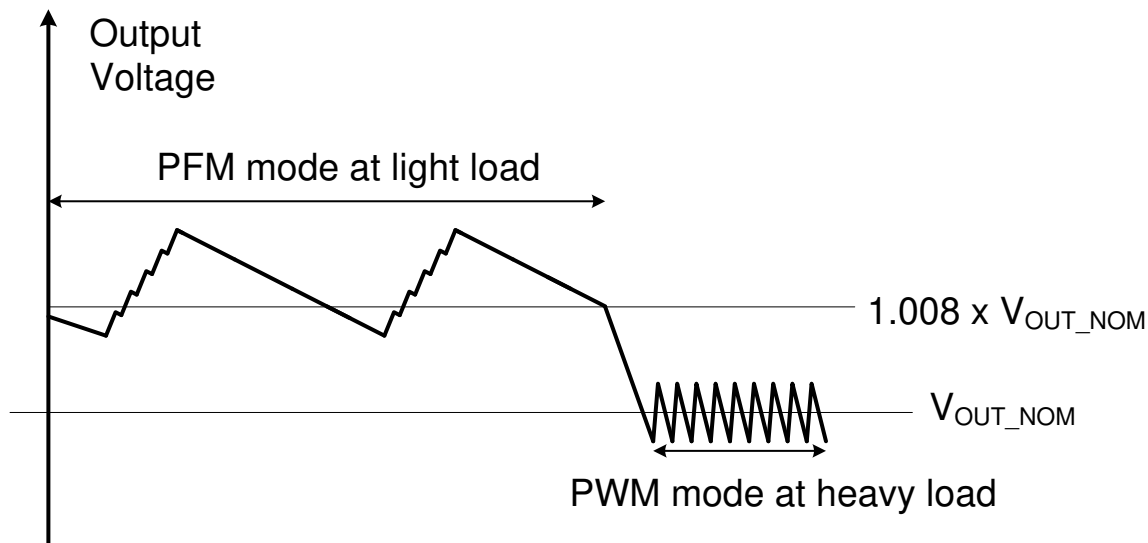 Output
Voltage
PFM mode at light load
1.008 x VOUT_NOM
VOUT_NOM
PWM mode at heavy load